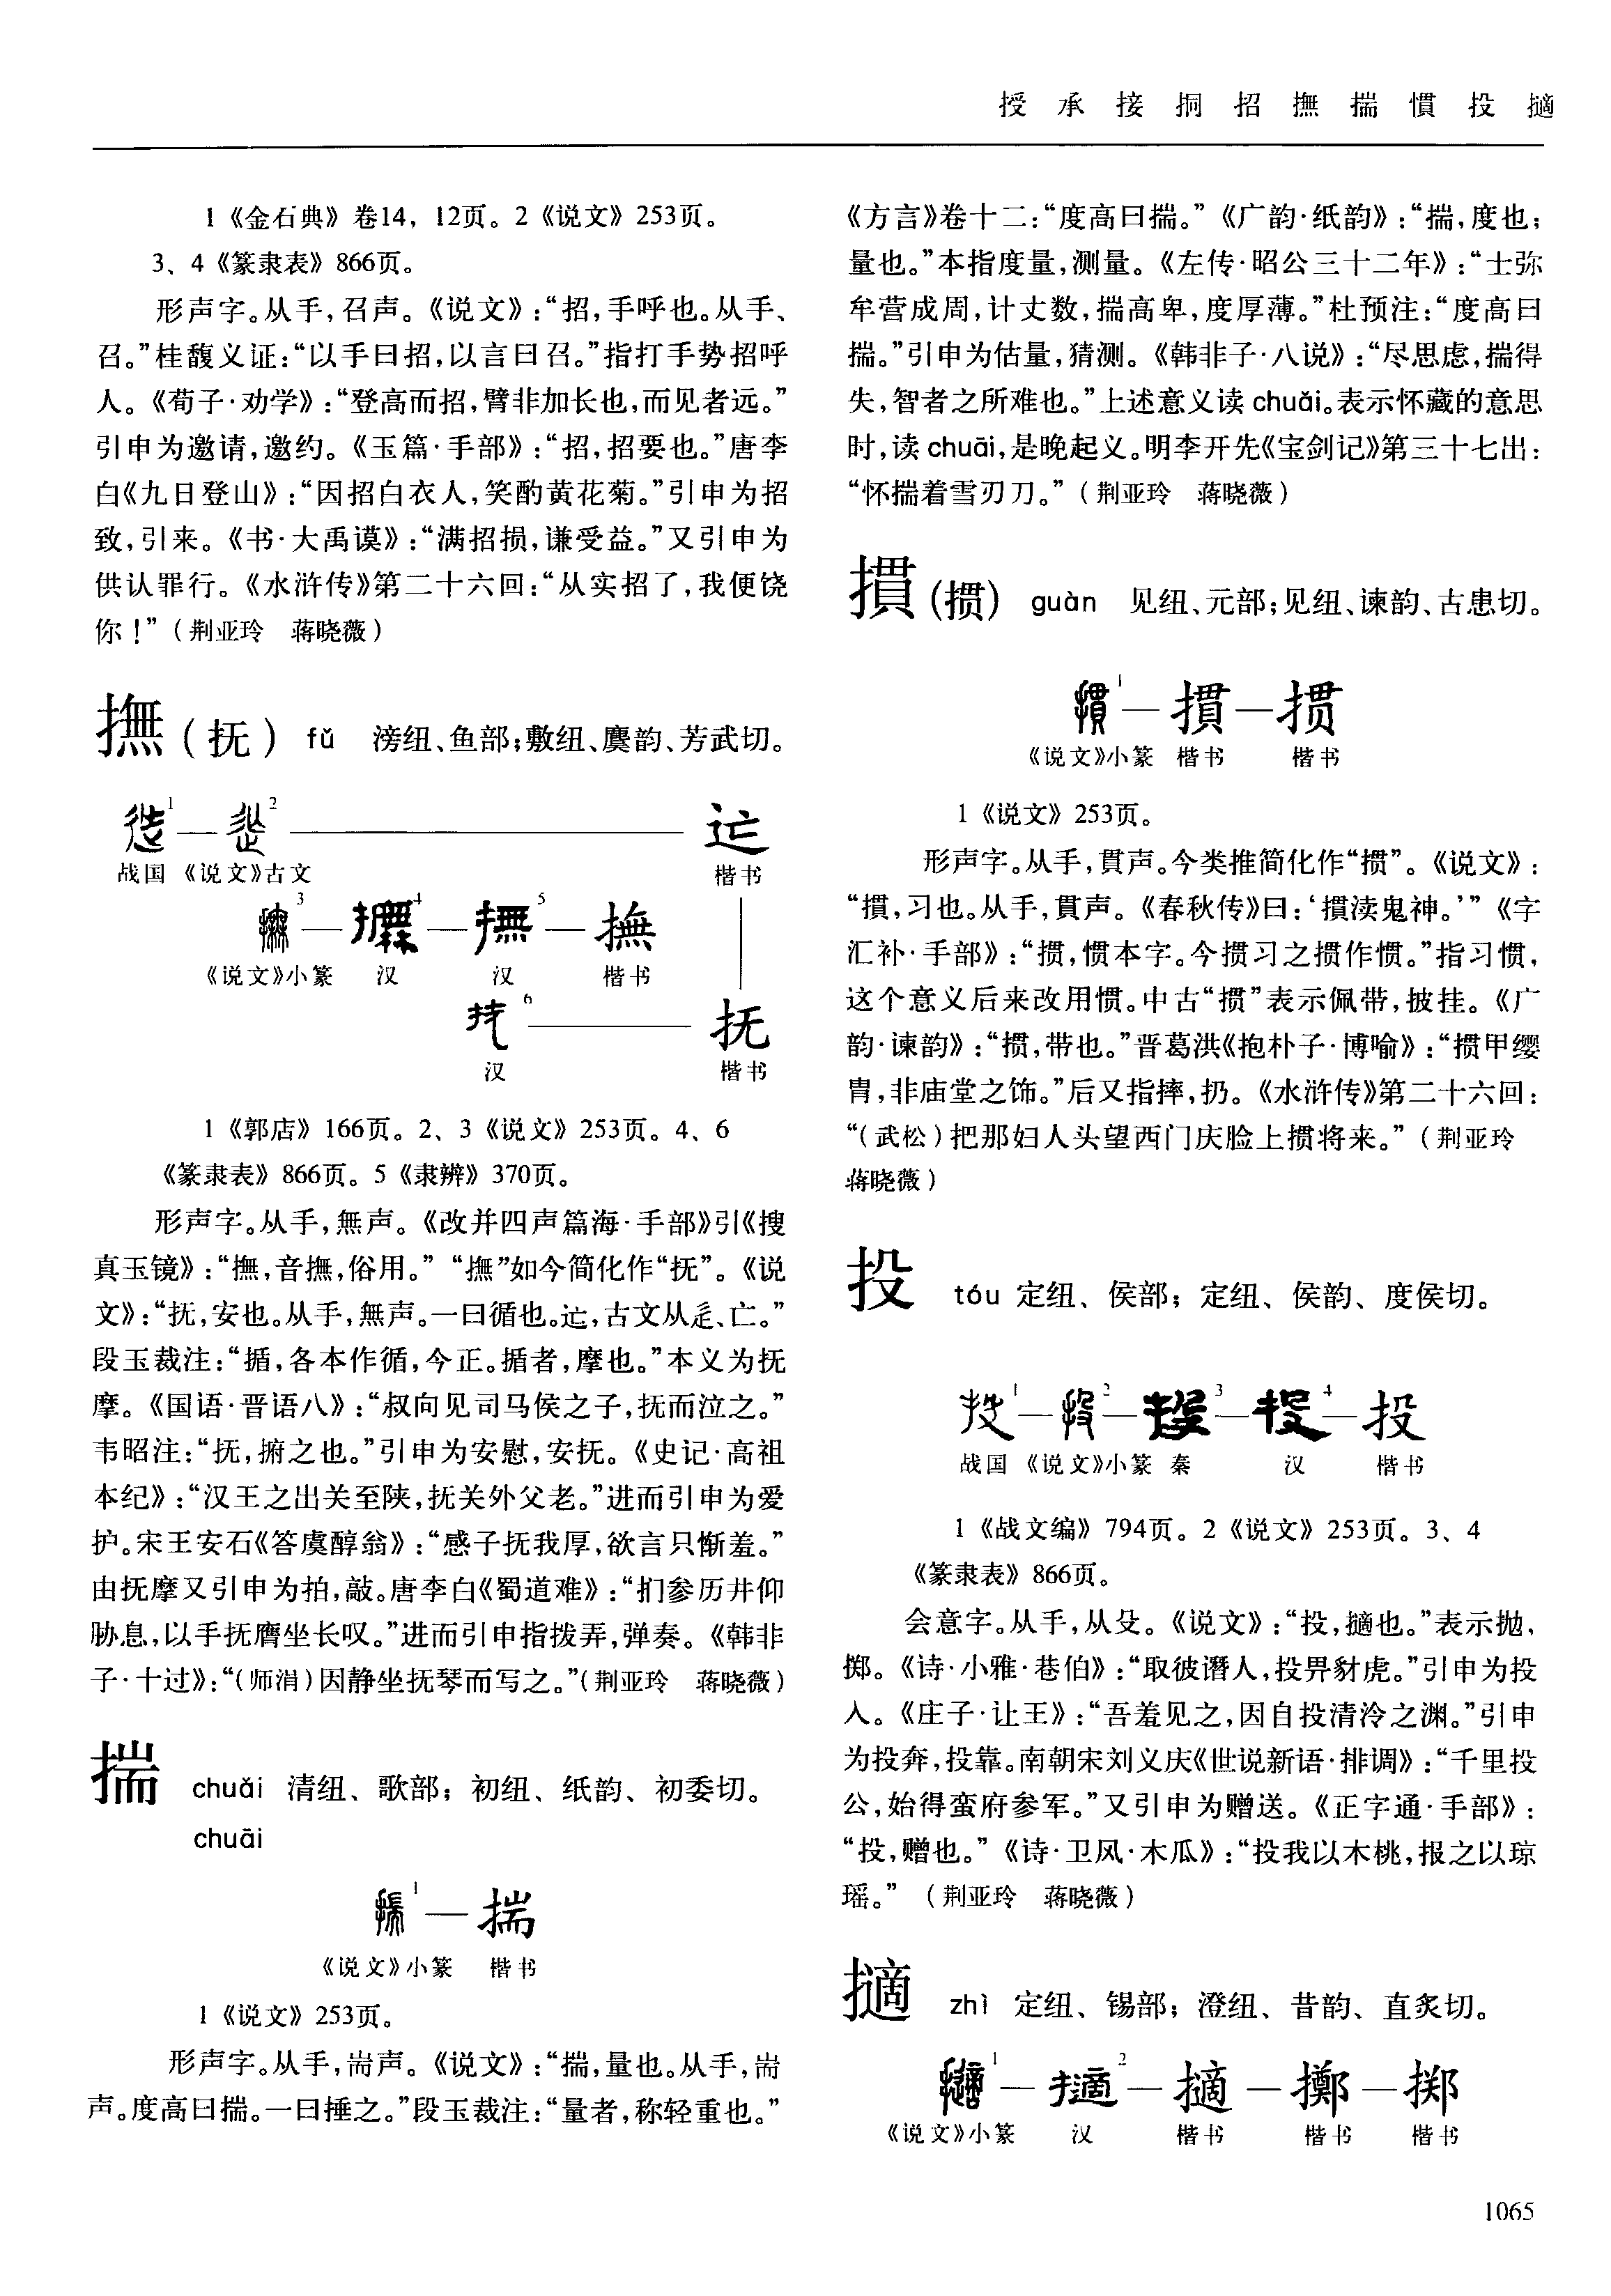 授 承 接 挏 招 撫 揣 摜 投 擿
1《金石典》卷14，12页。2《说文》253页。
3、4《篆隶表》866页。
形声字。从手，召声。《说文》：“招，手呼也。从手、
召。”桂馥义证：“以手曰招，以言曰召。”指打手势招呼
人。《荀子·劝学》：“登高而招，臂非加长也，而见者远。”
引申为邀请，邀约。《玉篇·手部》：“招，招要也。”唐李
白《九日登山》：“因招白衣人，笑酌黄花菊。”引申为招
致，引来。《书·大禹谟》：“满招损，谦受益。”又引申为
供认罪行。《水浒传》第二十六回：“从实招了，我便饶
你！”（荆亚玲 蒋晓薇）
撫（抚） fǔ 滂纽、鱼部；敷纽、麌韵、芳武切。
1 — 2 — 辷
战国 《说文》古文 楷书
3 — 4 — 5 — 撫
《说文》小篆 汉 汉 楷书
6 — 抚
汉 楷书
1《郭店》166页。2、3《说文》253页。4、6
《篆隶表》866页。5《隶辨》370页。
形声字。从手，無声。《改并四声篇海·手部》引《搜
真玉镜》：“撫，音撫，俗用。”“撫”如今简化作“抚”。《说
文》：“抚，安也。从手，無声。一曰循也。，古文从辵、亡。”
段玉裁注：“揗，各本作循，今正。揗者，摩也。”本义为抚
摩。《国语·晋语八》：“叔向见司马侯之子，抚而泣之。”
韦昭注：“抚，拊之也。”引申为安慰，安抚。《史记·高祖
本纪》：“汉王之出关至陕，抚关外父老。”进而引申为爱
护。宋王安石《答虞醇翁》：“感子抚我厚，欲言只惭羞。”
由抚摩又引申为拍，敲。唐李白《蜀道难》：“扪参历井仰
胁息，以手抚膺坐长叹。”进而引申指拨弄，弹奏。《韩非
子·十过》：“（师涓）因静坐抚琴而写之。”（荆亚玲 蒋晓薇）
揣 chuǎi 清纽、歌部；初纽、纸韵、初委切。
chuāi
1 — 揣
《说文》小篆 楷书
1《说文》253页。
形声字。从手，耑声。《说文》：“揣，量也。从手，耑
声。度高曰揣。一曰捶之。”段玉裁注：“量者，称轻重也。”
《方言》卷十二：“度高曰揣。”《广韵·纸韵》：“揣，度也；
量也。”本指度量，测量。《左传·昭公三十二年》：“士弥
牟营成周，计丈数，揣高卑，度厚薄。”杜预注：“度高曰
揣。”引申为估量，猜测。《韩非子·八说》：“尽思虑，揣得
失，智者之所难也。”上述意义读chuǎi。表示怀藏的意思
时，读chuāi，是晚起义。明李开先《宝剑记》第三十七出：
“怀揣着雪刃刀。”（荆亚玲 蒋晓薇）
摜（掼） guàn 见纽、元部；见纽、谏韵、古患切。
1 — 摜 — 掼
《说文》小篆 楷书 楷书
1《说文》253页。
形声字。从手，貫声。今类推简化作“掼”。《说文》：
“摜，习也。从手，貫声。《春秋传》曰：‘摜渎鬼神。’”《字
汇补·手部》：“掼，惯本字。今掼习之掼作惯。”指习惯，
这个意义后来改用惯。中古“掼”表示佩带，披挂。《广
韵·谏韵》：“掼，带也。”晋葛洪《抱朴子·博喻》：“掼甲缨
胄，非庙堂之饰。”后又指摔，扔。《水浒传》第二十六回：
“（武松）把那妇人头望西门庆脸上掼将来。”（荆亚玲
蒋晓薇）
投 tóu 定纽、侯部；定纽、侯韵、度侯切。
1 — 2 — 3 — 4 — 投
战国 《说文》小篆 秦 汉 楷书
1《战文编》794页。2《说文》253页。3、4
《篆隶表》866页。
会意字。从手，从殳。《说文》：“投，擿也。”表示抛，
掷。《诗·小雅·巷伯》：“取彼谮人，投畀豺虎。”引申为投
入。《庄子·让王》：“吾羞见之，因自投清泠之渊。”引申
为投奔，投靠。南朝宋刘义庆《世说新语·排调》：“千里投
公，始得蛮府参军。”又引申为赠送。《正字通·手部》：
“投，赠也。”《诗·卫风·木瓜》：“投我以木桃，报之以琼
瑶。”（荆亚玲 蒋晓薇）
擿 zhì 定纽、锡部；澄纽、昔韵、直炙切。
1 — 2 — 擿 — 擲 — 掷
《说文》小篆 汉 楷书 楷书 楷书
1065